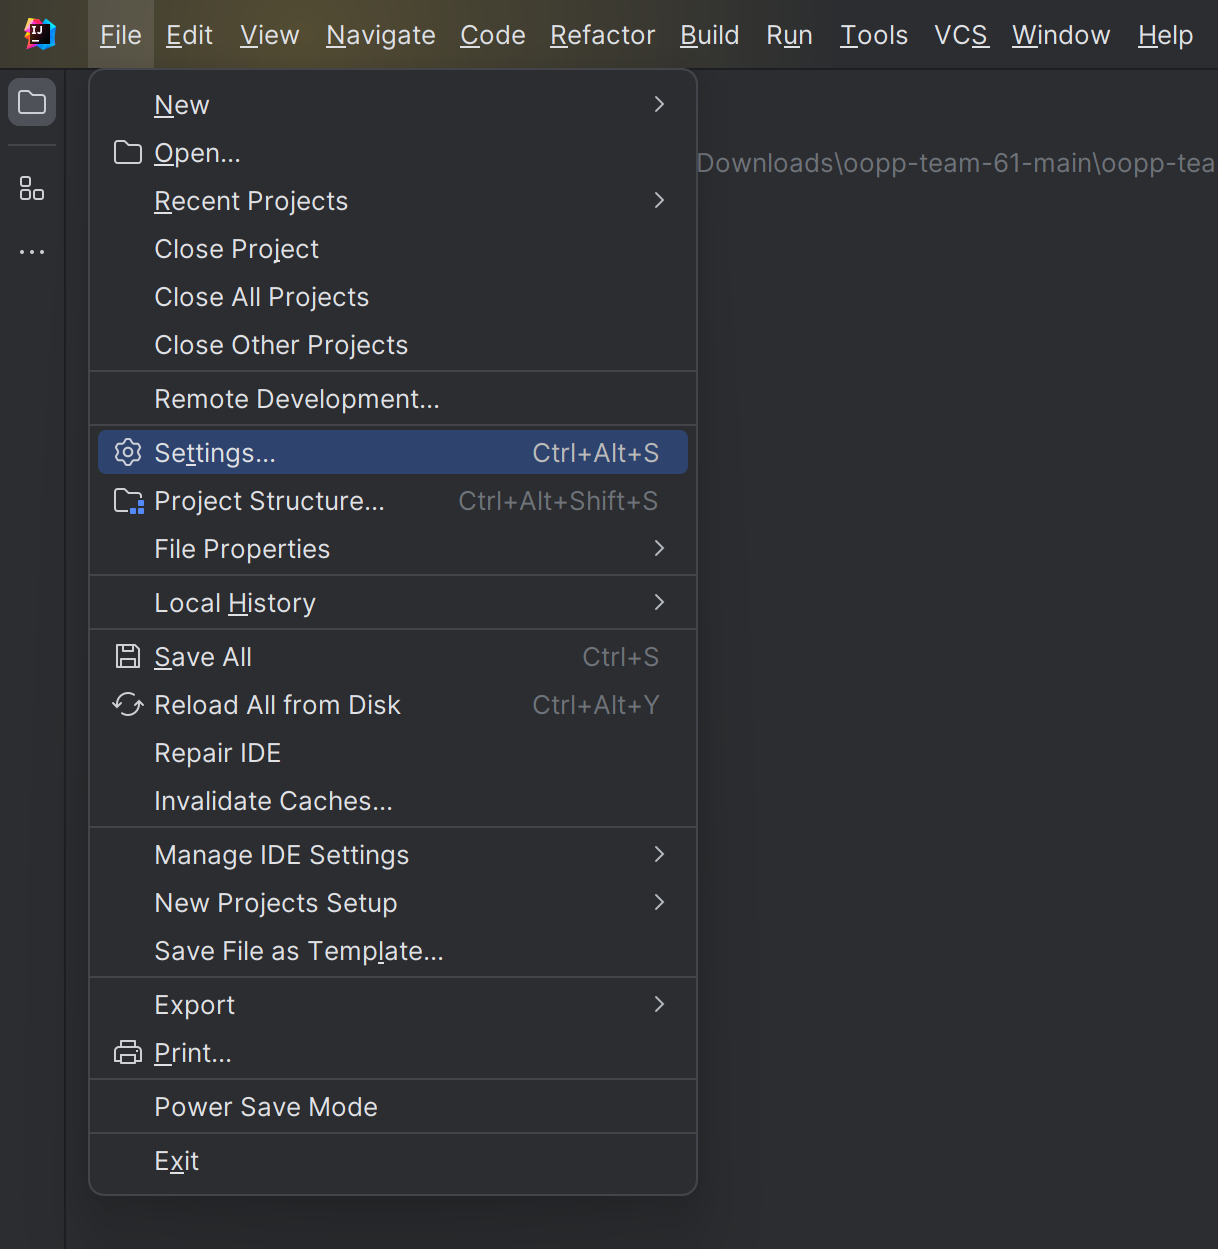 IJ
File Edit View Navigate Code Refactor Build Run Tools VCS Window Help
New
Open...
Downloads\oopp-team-61-main\oopp-tea
Recent Projects
Close Project
Close All Projects
Close Other Projects
Remote Development...
Settings... Ctrl+Alt+S
Project Structure... Ctrl+Alt+Shift+S
File Properties
Local History
Save All Ctrl+S
Reload All from Disk Ctrl+Alt+Y
Repair IDE
Invalidate Caches...
Manage IDE Settings
New Projects Setup
Save File as Template...
Export
Print...
Power Save Mode
Exit